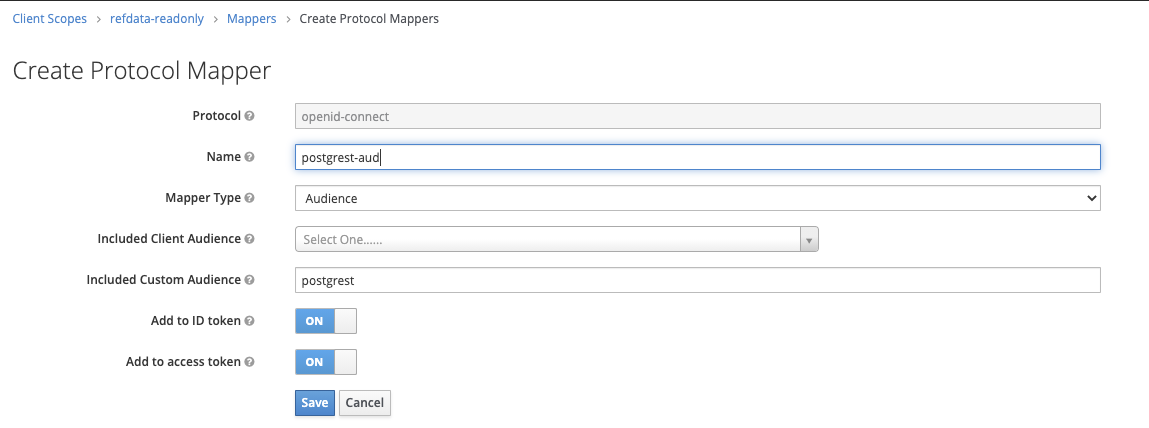 Client Scopes > refdata-readonly > Mappers > Create Protocol Mappers
Create Protocol Mapper
Protocol openid-connect
Name postgrest-aud
Mapper Type Audience
Included Client Audience Select One......
Included Custom Audience postgrest
Add to ID token ON
Add to access token ON
Save Cancel